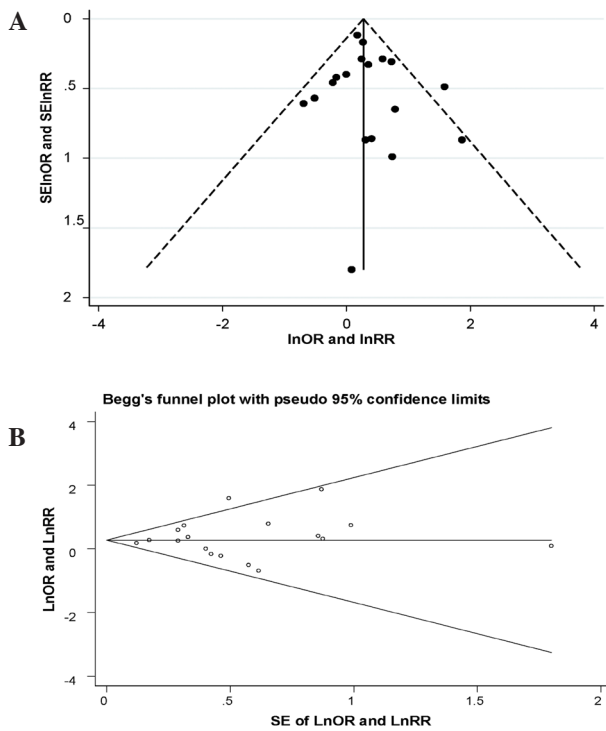 A
SElnOR and SElnRR
0
.5
1
1.5
2
-4
-2
0
2
4
lnOR and lnRR
Begg's funnel plot with pseudo 95% confidence limits
B
LnOR and LnRR
4
2
0
-2
-4
0
.5
1
1.5
2
SE of LnOR and LnRR